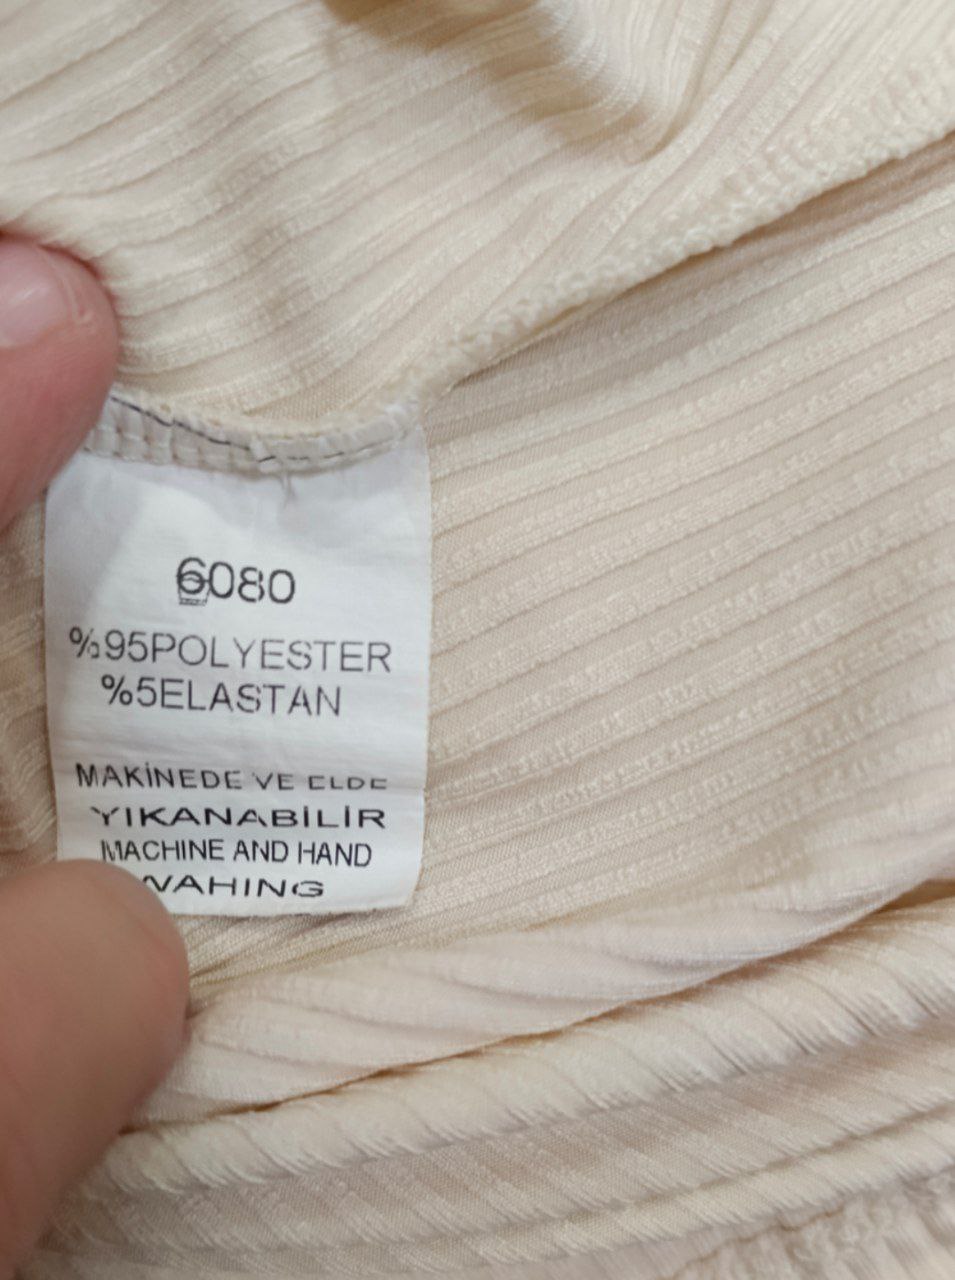 6080
%95POLYESTER
%5ELASTAN
MAKİNEDE VE ELDE
YIKANABİLİR
MACHINE AND HAND
WAHING